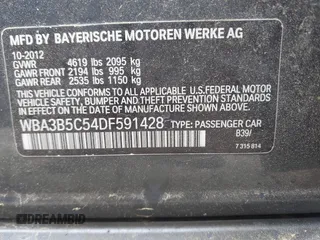 MFD BY BAYERISCHE MOTOREN WERKE AG
10-2012
GVWR 4619 lbs 2095 kg
GAWR FRONT 2194 lbs 995 kg
GAWR REAR 2535 lbs 1150 kg
THIS VEHICLE CONFORMS TO ALL APPLICABLE U.S. FEDERAL MOTOR
VEHICLE SAFETY, BUMPER, AND THEFT PREVENTION
STANDARDS IN EFFECT ON THE DATE OF
MANUFACTURE SHOWN ABOVE.
WBA3B5C54DF591428 TYPE: PASSENGER CAR
B39/
7 315 814
DREAMBID